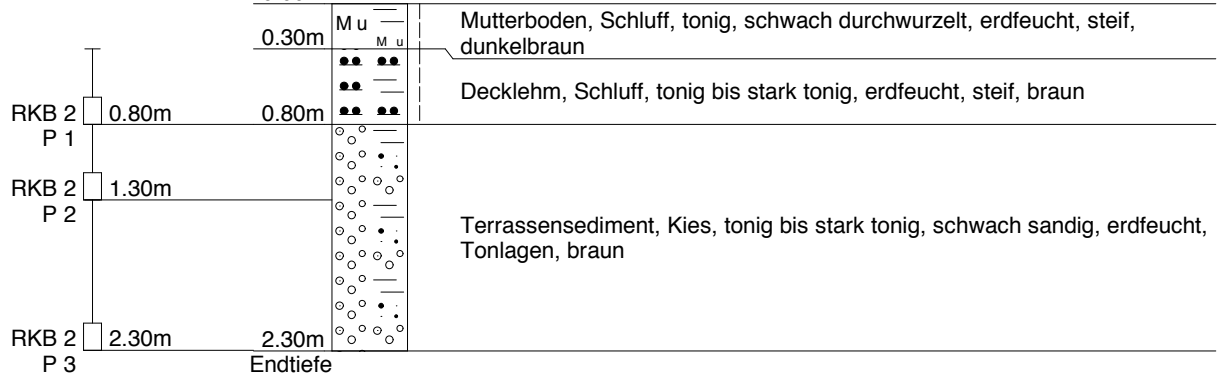 Mu
Mutterboden, Schluff, tonig, schwach durchwurzelt, erdfeucht, steif,
dunkelbraun
0.30m
Mu
Decklehm, Schluff, tonig bis stark tonig, erdfeucht, steif, braun
RKB 2 0.80m 0.80m
P 1
RKB 2 1.30m
P 2
Terrassensediment, Kies, tonig bis stark tonig, schwach sandig, erdfeucht,
Tonlagen, braun
RKB 2 2.30m 2.30m
P 3 Endtiefe